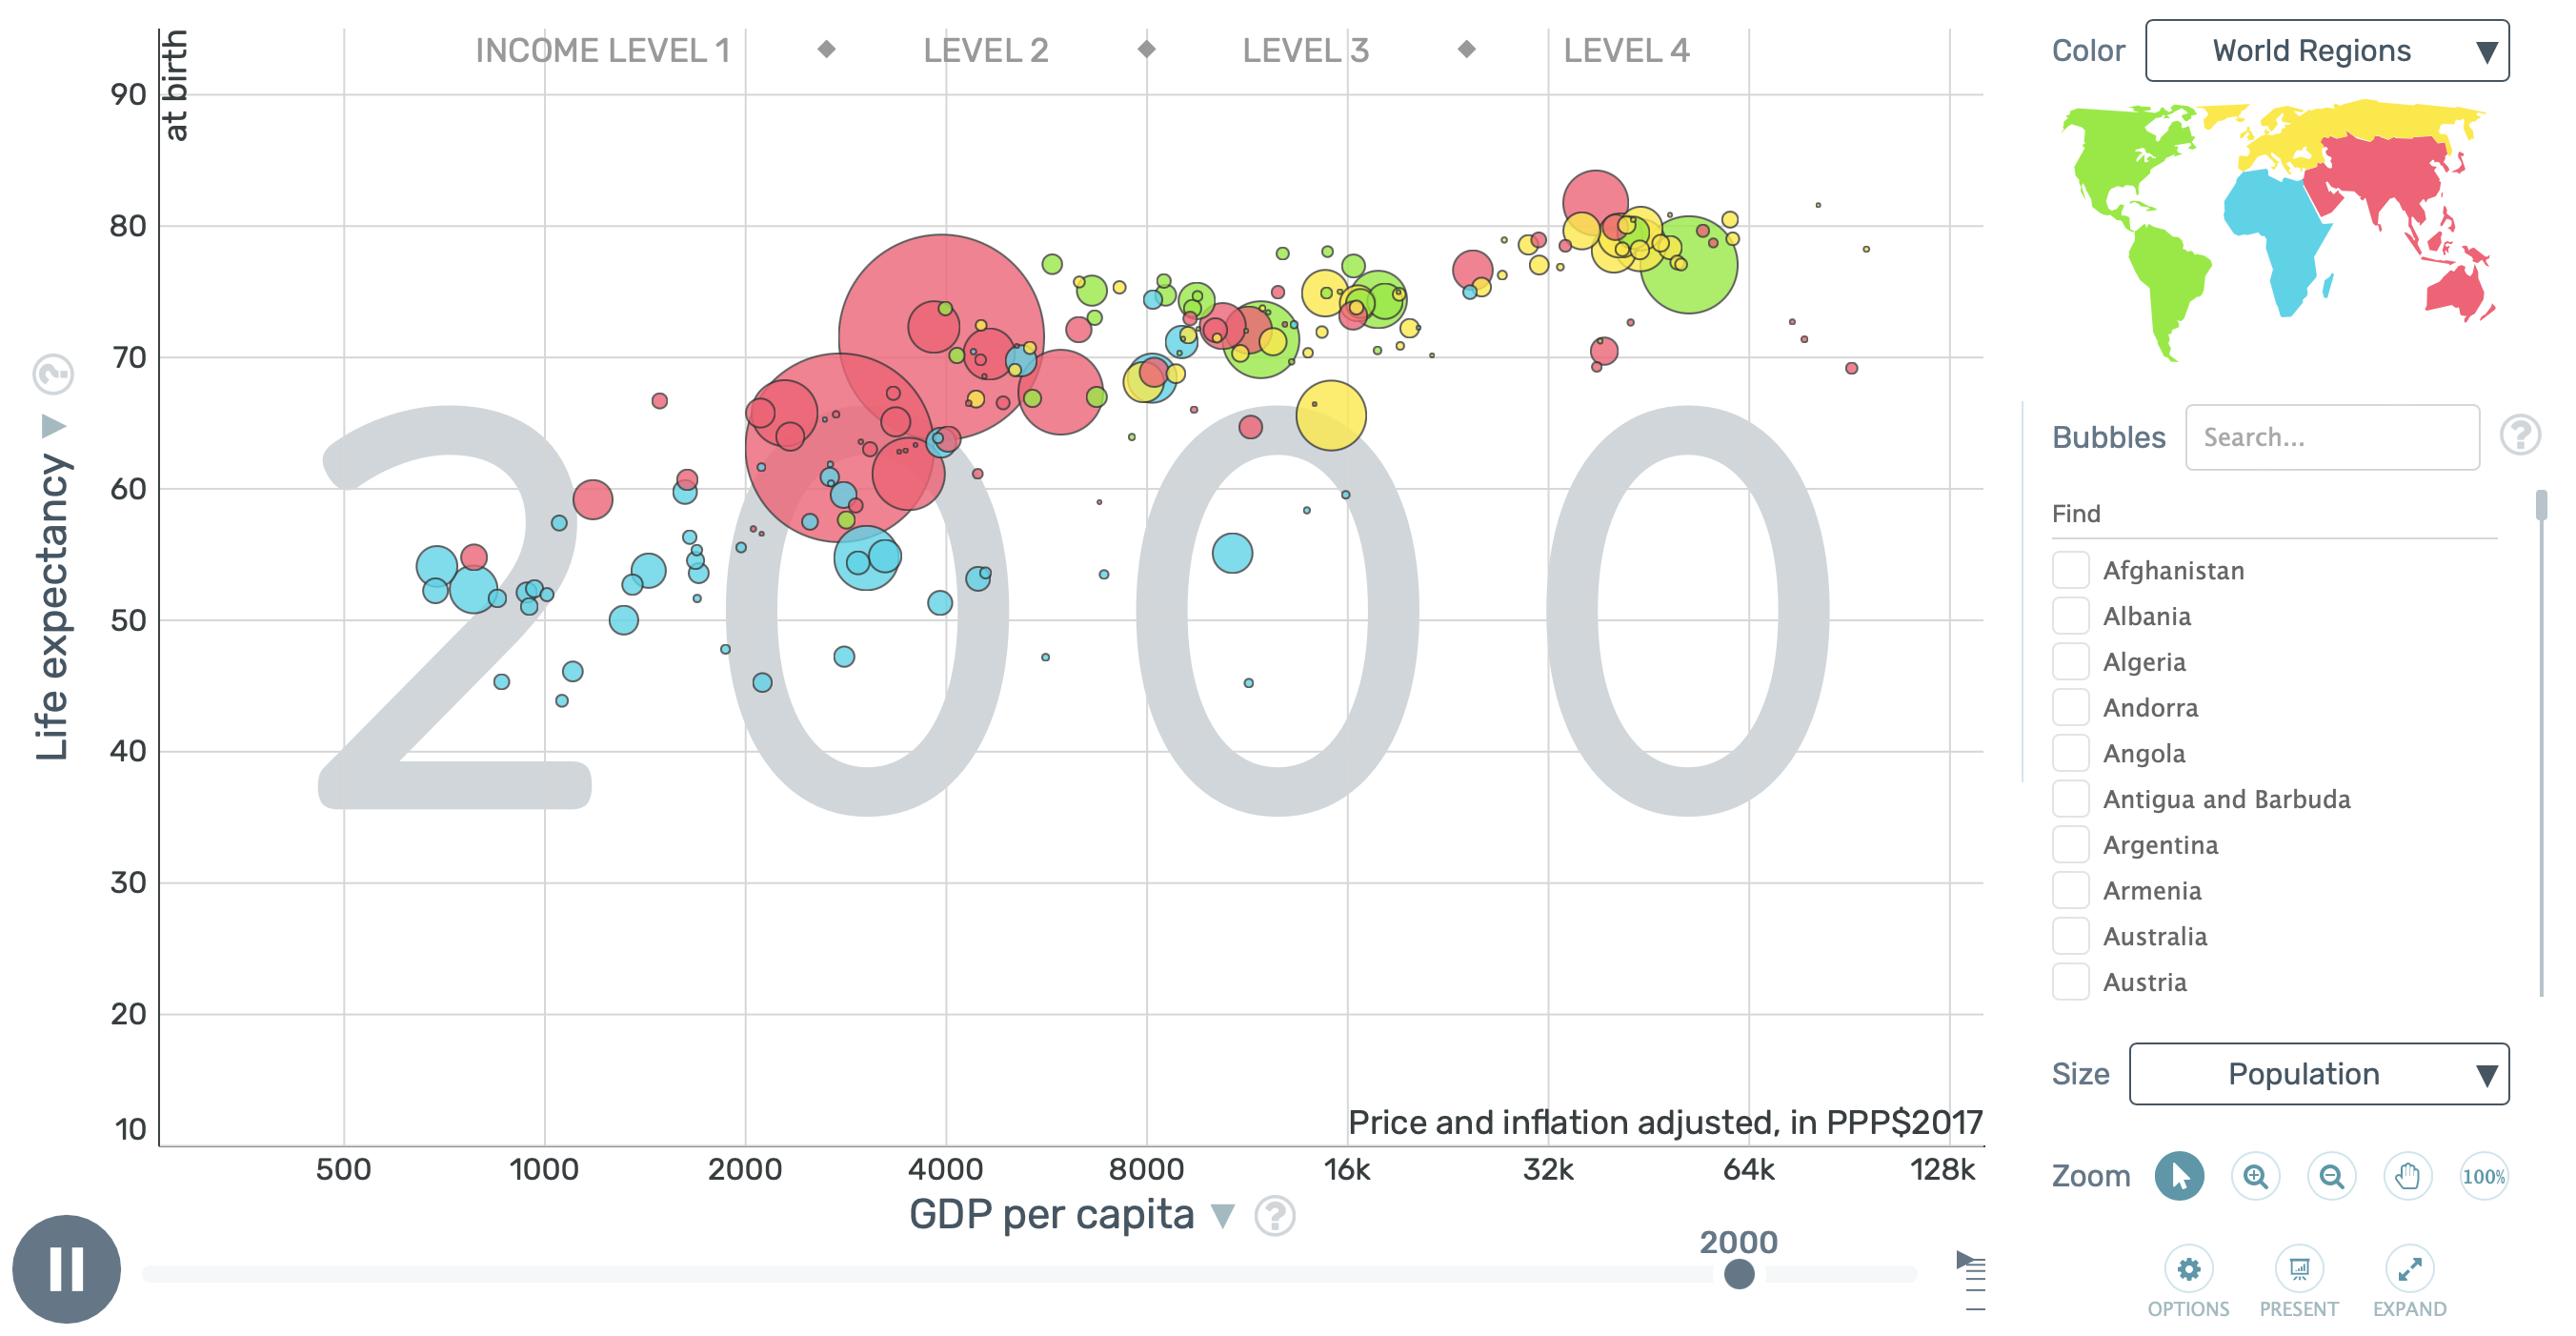 INCOME LEVEL 1 ◆ LEVEL 2 ◆ LEVEL 3 ◆ LEVEL 4
at birth
Life expectancy
?
90
80
70
60
50
40
30
20
10
2000
Price and inflation adjusted, in PPP$2017
500 1000 2000 4000 8000 16k 32k 64k 128k
GDP per capita ?
2000
Color World Regions
Bubbles Search... ?
Find
Afghanistan
Albania
Algeria
Andorra
Angola
Antigua and Barbuda
Argentina
Armenia
Australia
Austria
Size Population
Zoom 100%
OPTIONS PRESENT EXPAND